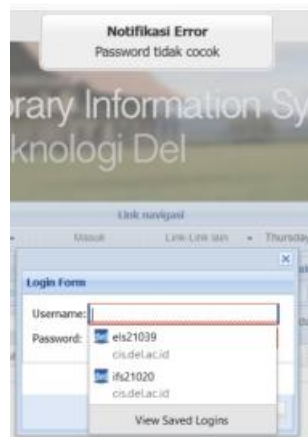 Notifikasi Error
Password tidak cocok
rary Information Sy
knologi Del
Link navigasi
Masuk Link-Link lain Thursday
Login Form
Username:
Password:
els21039
cis.del.ac.id
ifs21020
cis.del.ac.id
View Saved Logins